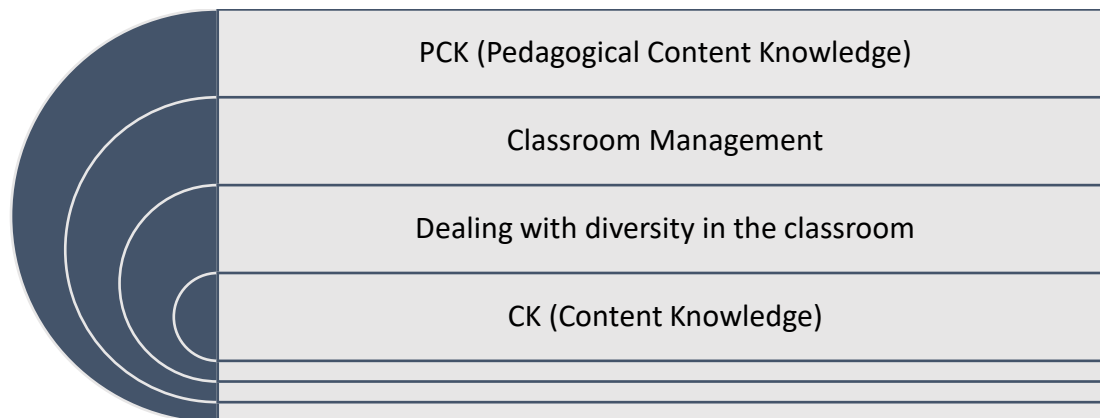 PCK (Pedagogical Content Knowledge)
Classroom Management
Dealing with diversity in the classroom
CK (Content Knowledge)